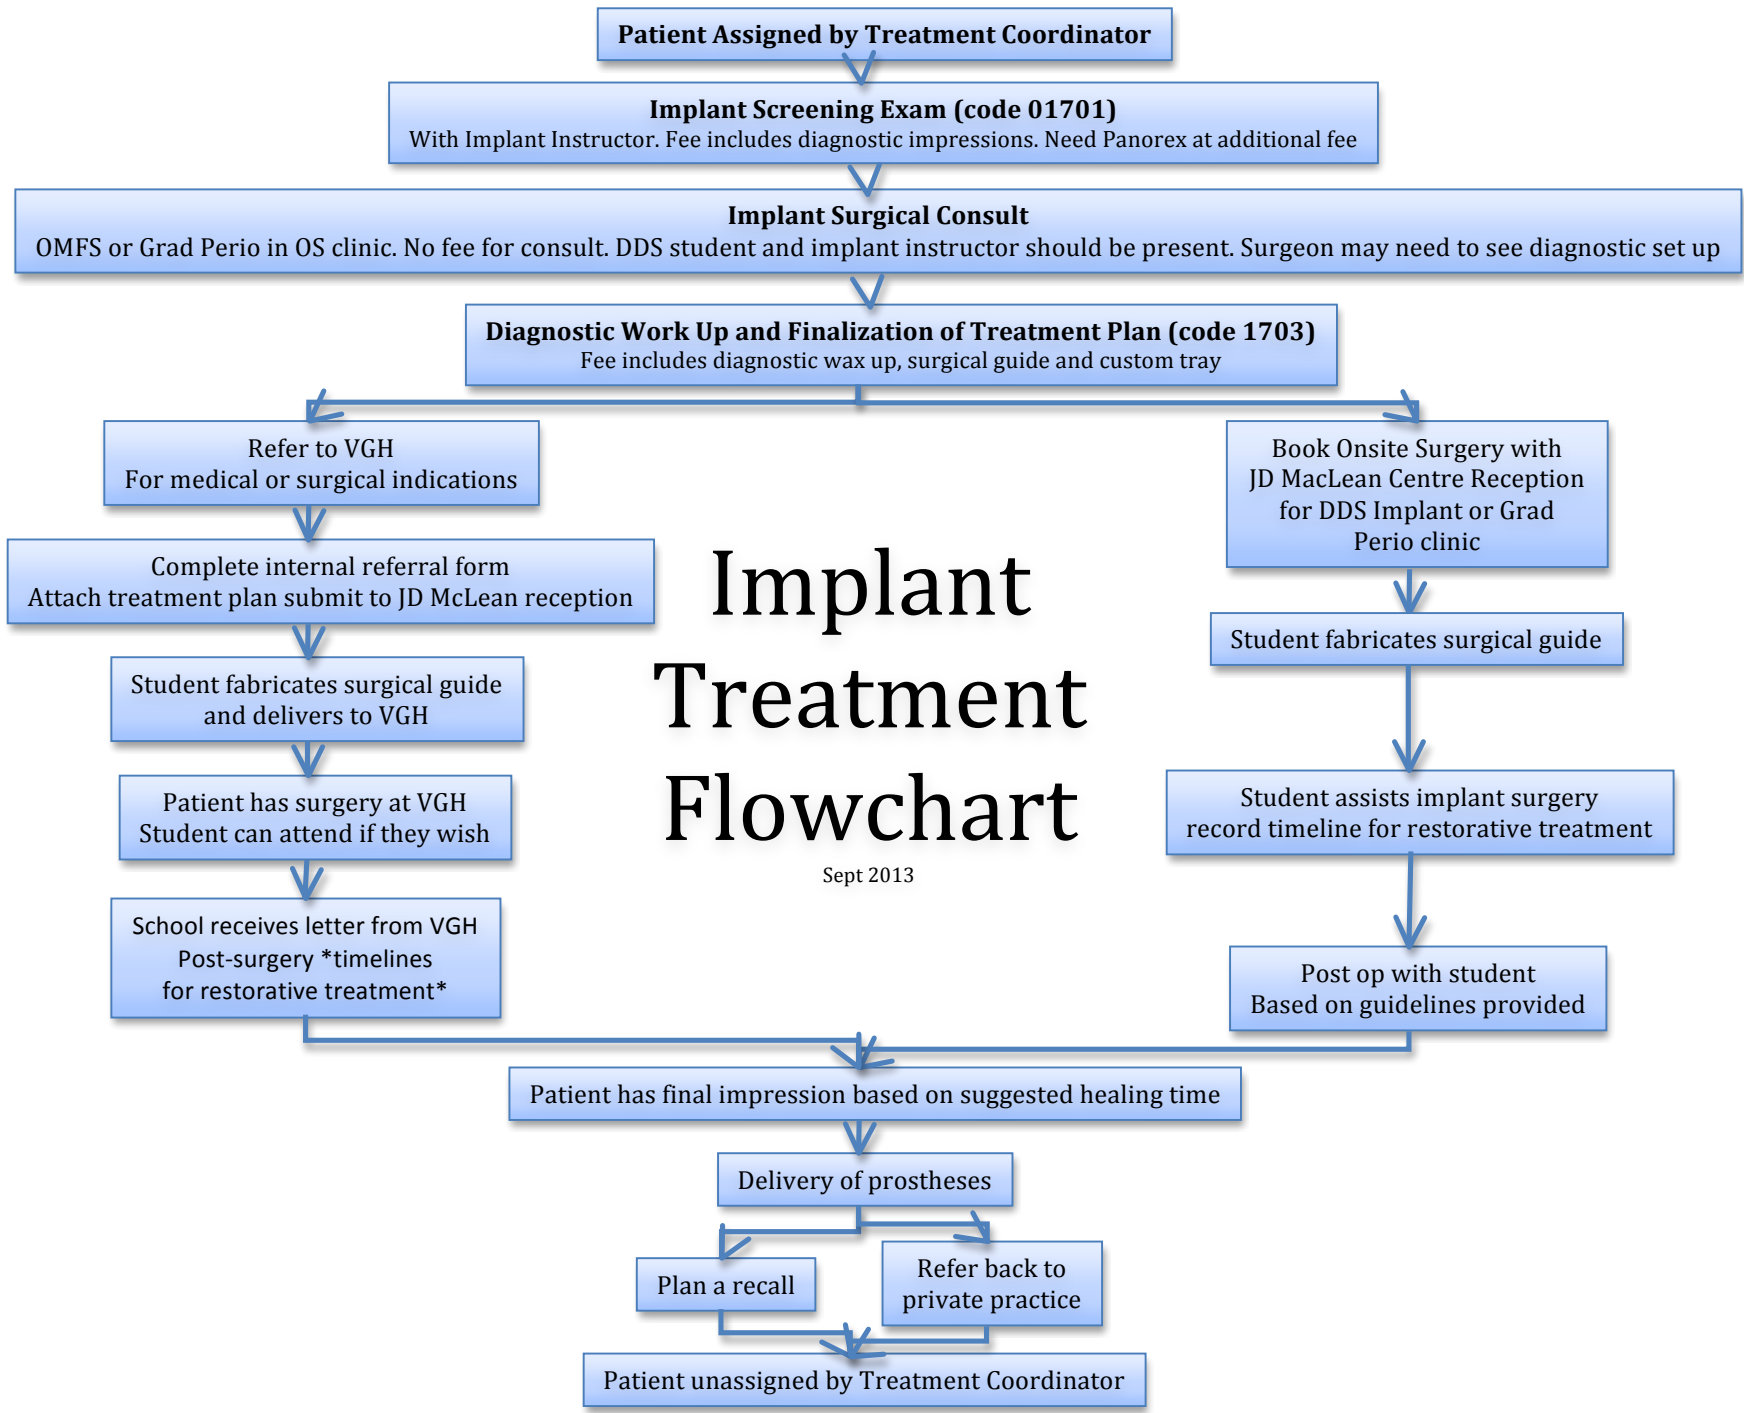 Patient Assigned by Treatment Coordinator
Implant Screening Exam (code 01701)
With Implant Instructor. Fee includes diagnostic impressions. Need Panorex at additional fee
Implant Surgical Consult
OMFS or Grad Perio in OS clinic. No fee for consult. DDS student and implant instructor should be present. Surgeon may need to see diagnostic set up
Diagnostic Work Up and Finalization of Treatment Plan (code 1703)
Fee includes diagnostic wax up, surgical guide and custom tray
Refer to VGH
For medical or surgical indications
Complete internal referral form
Attach treatment plan submit to JD McLean reception
Student fabricates surgical guide
and delivers to VGH
Patient has surgery at VGH
Student can attend if they wish
School receives letter from VGH
Post-surgery *timelines
for restorative treatment*
Implant
Treatment
Flowchart
Sept 2013
Book Onsite Surgery with
JD MacLean Centre Reception
for DDS Implant or Grad
Perio clinic
Student fabricates surgical guide
Student assists implant surgery
record timeline for restorative treatment
Post op with student
Based on guidelines provided
Patient has final impression based on suggested healing time
Delivery of prostheses
Plan a recall
Refer back to
private practice
Patient unassigned by Treatment Coordinator